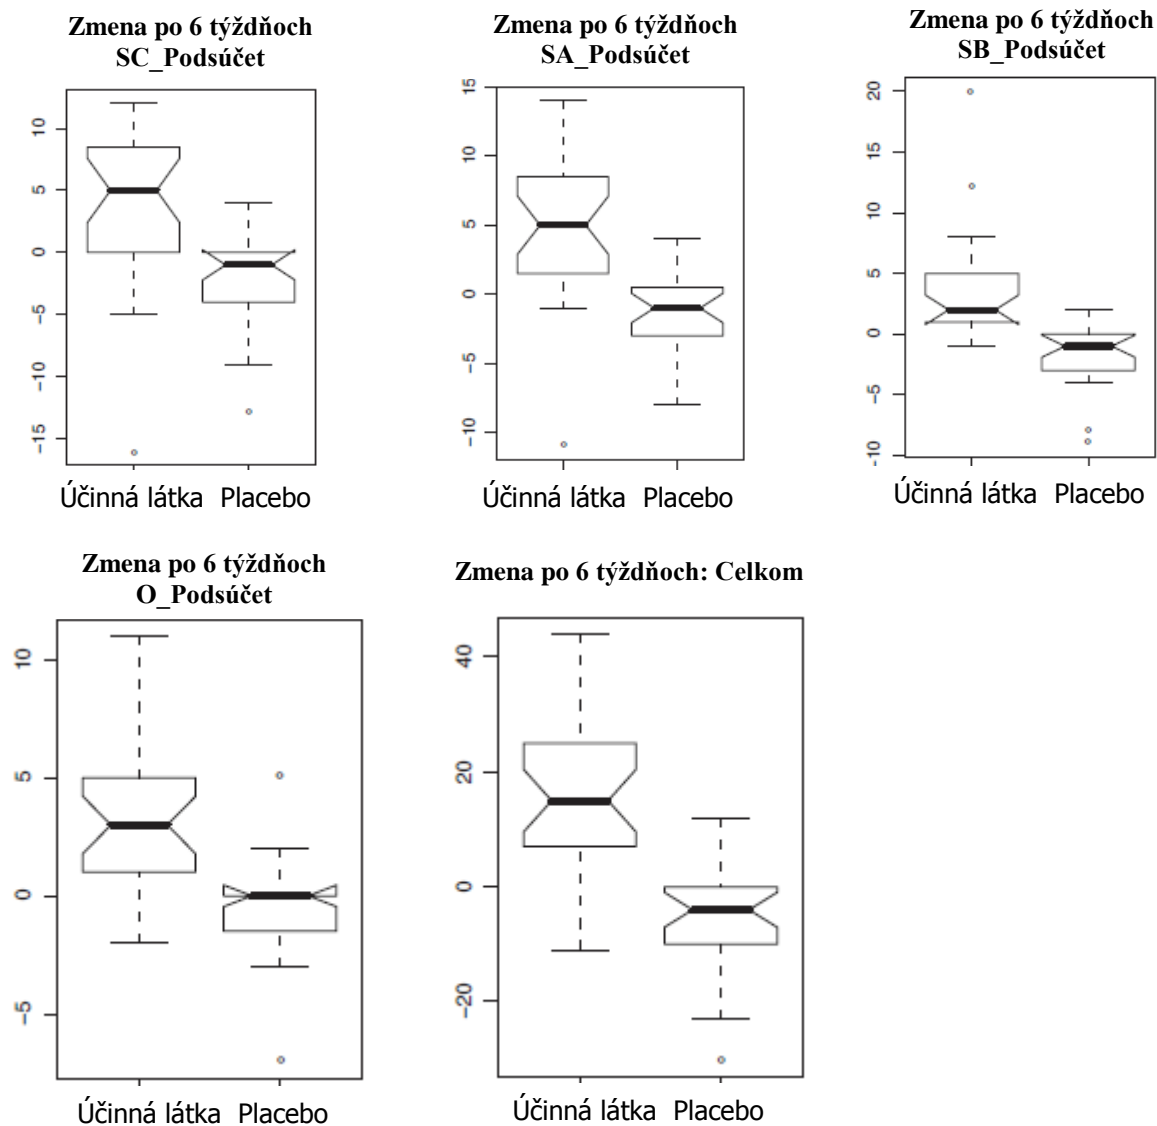 Zmena po 6 týždňoch
SC_Podsúčet
10
5
0
−5
−10
−15
Účinná látka Placebo
Zmena po 6 týždňoch
SA_Podsúčet
15
10
5
0
−5
−10
Účinná látka Placebo
Zmena po 6 týždňoch
SB_Podsúčet
20
15
10
5
0
−5
−10
Účinná látka Placebo
Zmena po 6 týždňoch
O_Podsúčet
10
5
0
−5
Účinná látka Placebo
Zmena po 6 týždňoch: Celkom
40
20
0
−20
Účinná látka Placebo